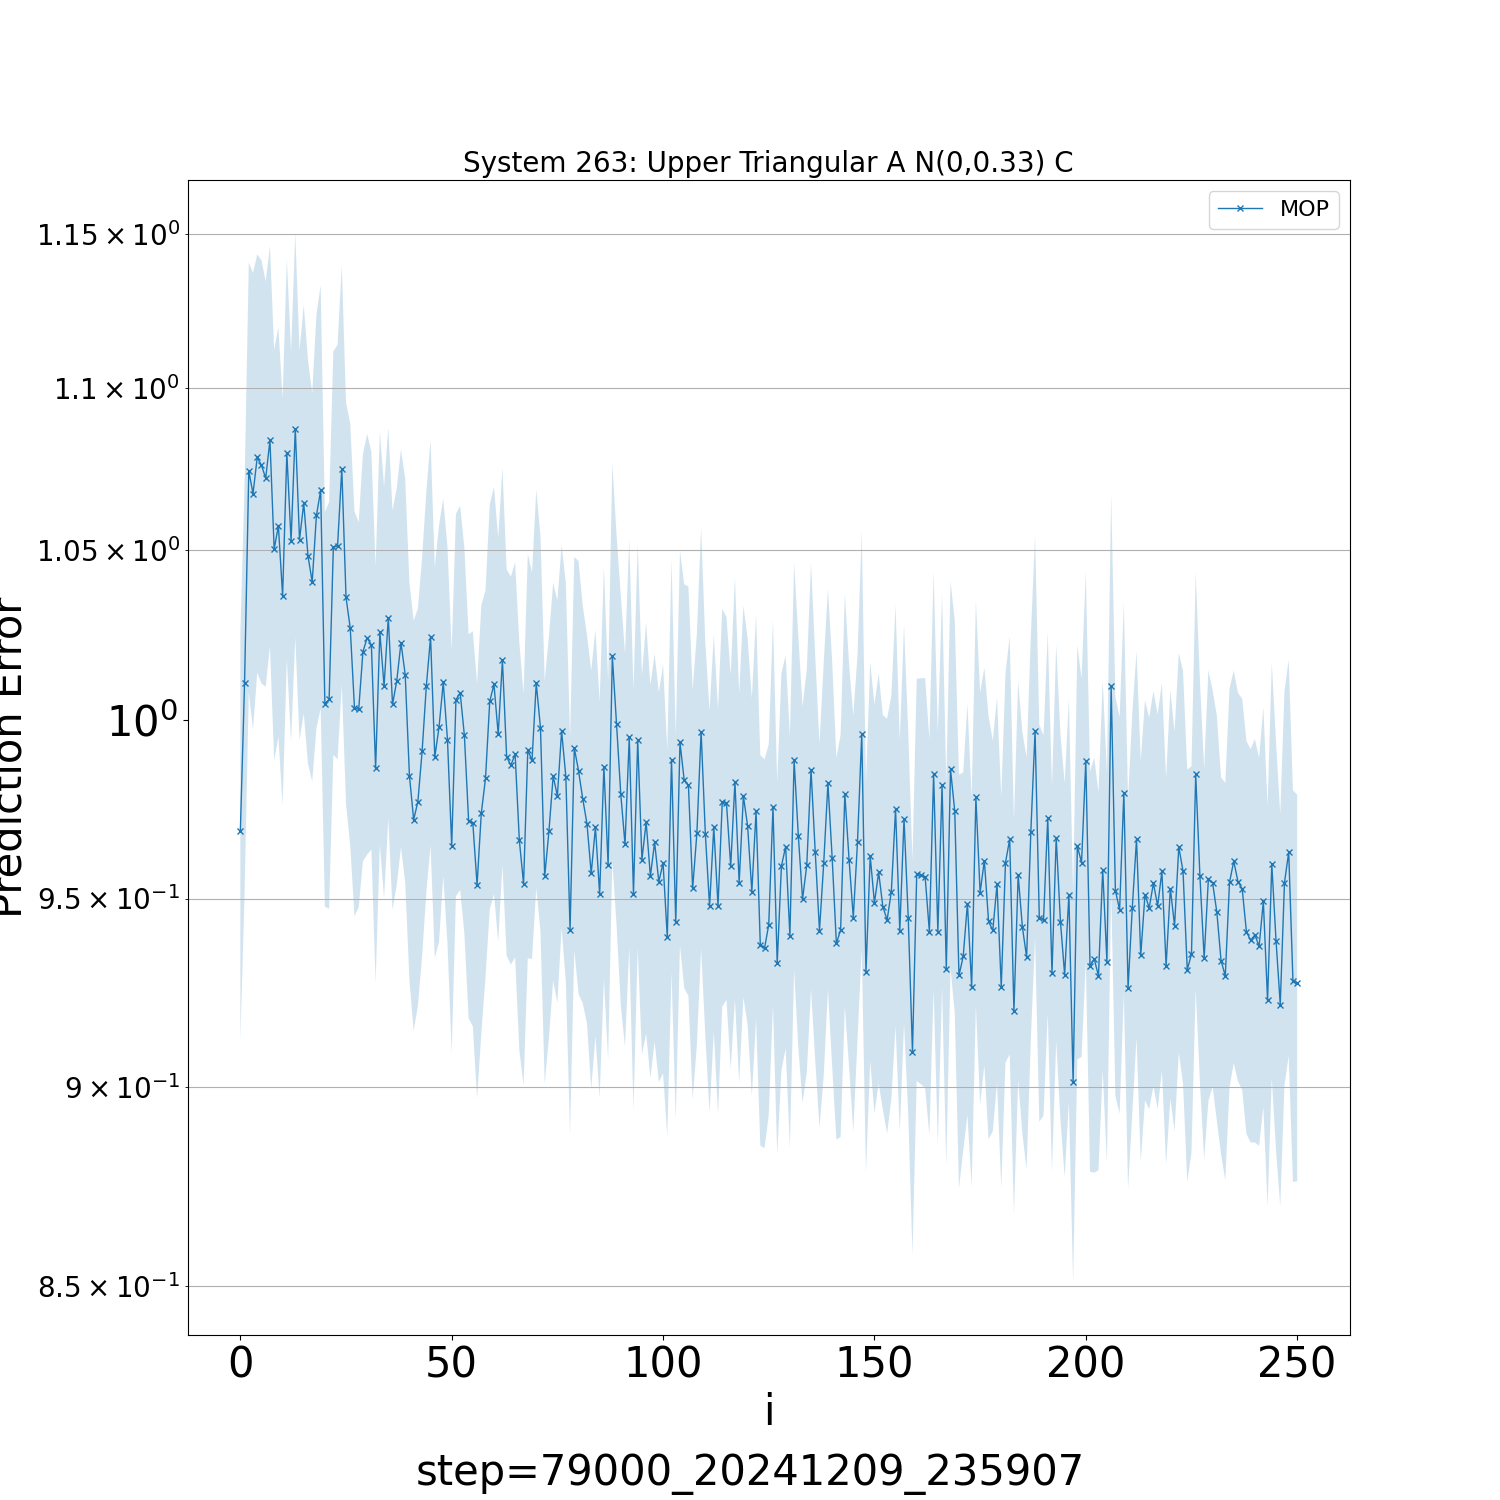 System 263: Upper Triangular A N(0,0.33) C
MOP
1.15 × 10⁰
1.1 × 10⁰
1.05 × 10⁰
10⁰
9.5 × 10⁻¹
9 × 10⁻¹
8.5 × 10⁻¹
Prediction Error
0 50 100 150 200 250
i
step=79000_20241209_235907